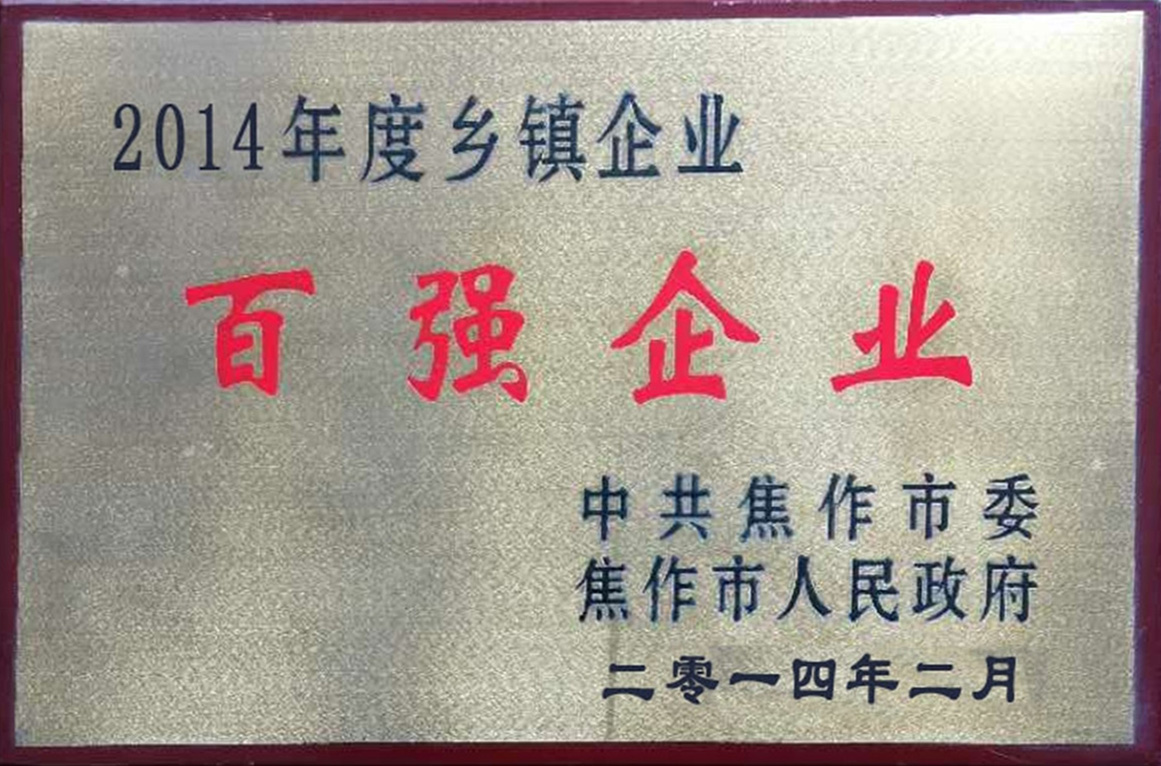 2014年度乡镇企业
百强企业
中共焦作市委
焦作市人民政府
二零一四年二月